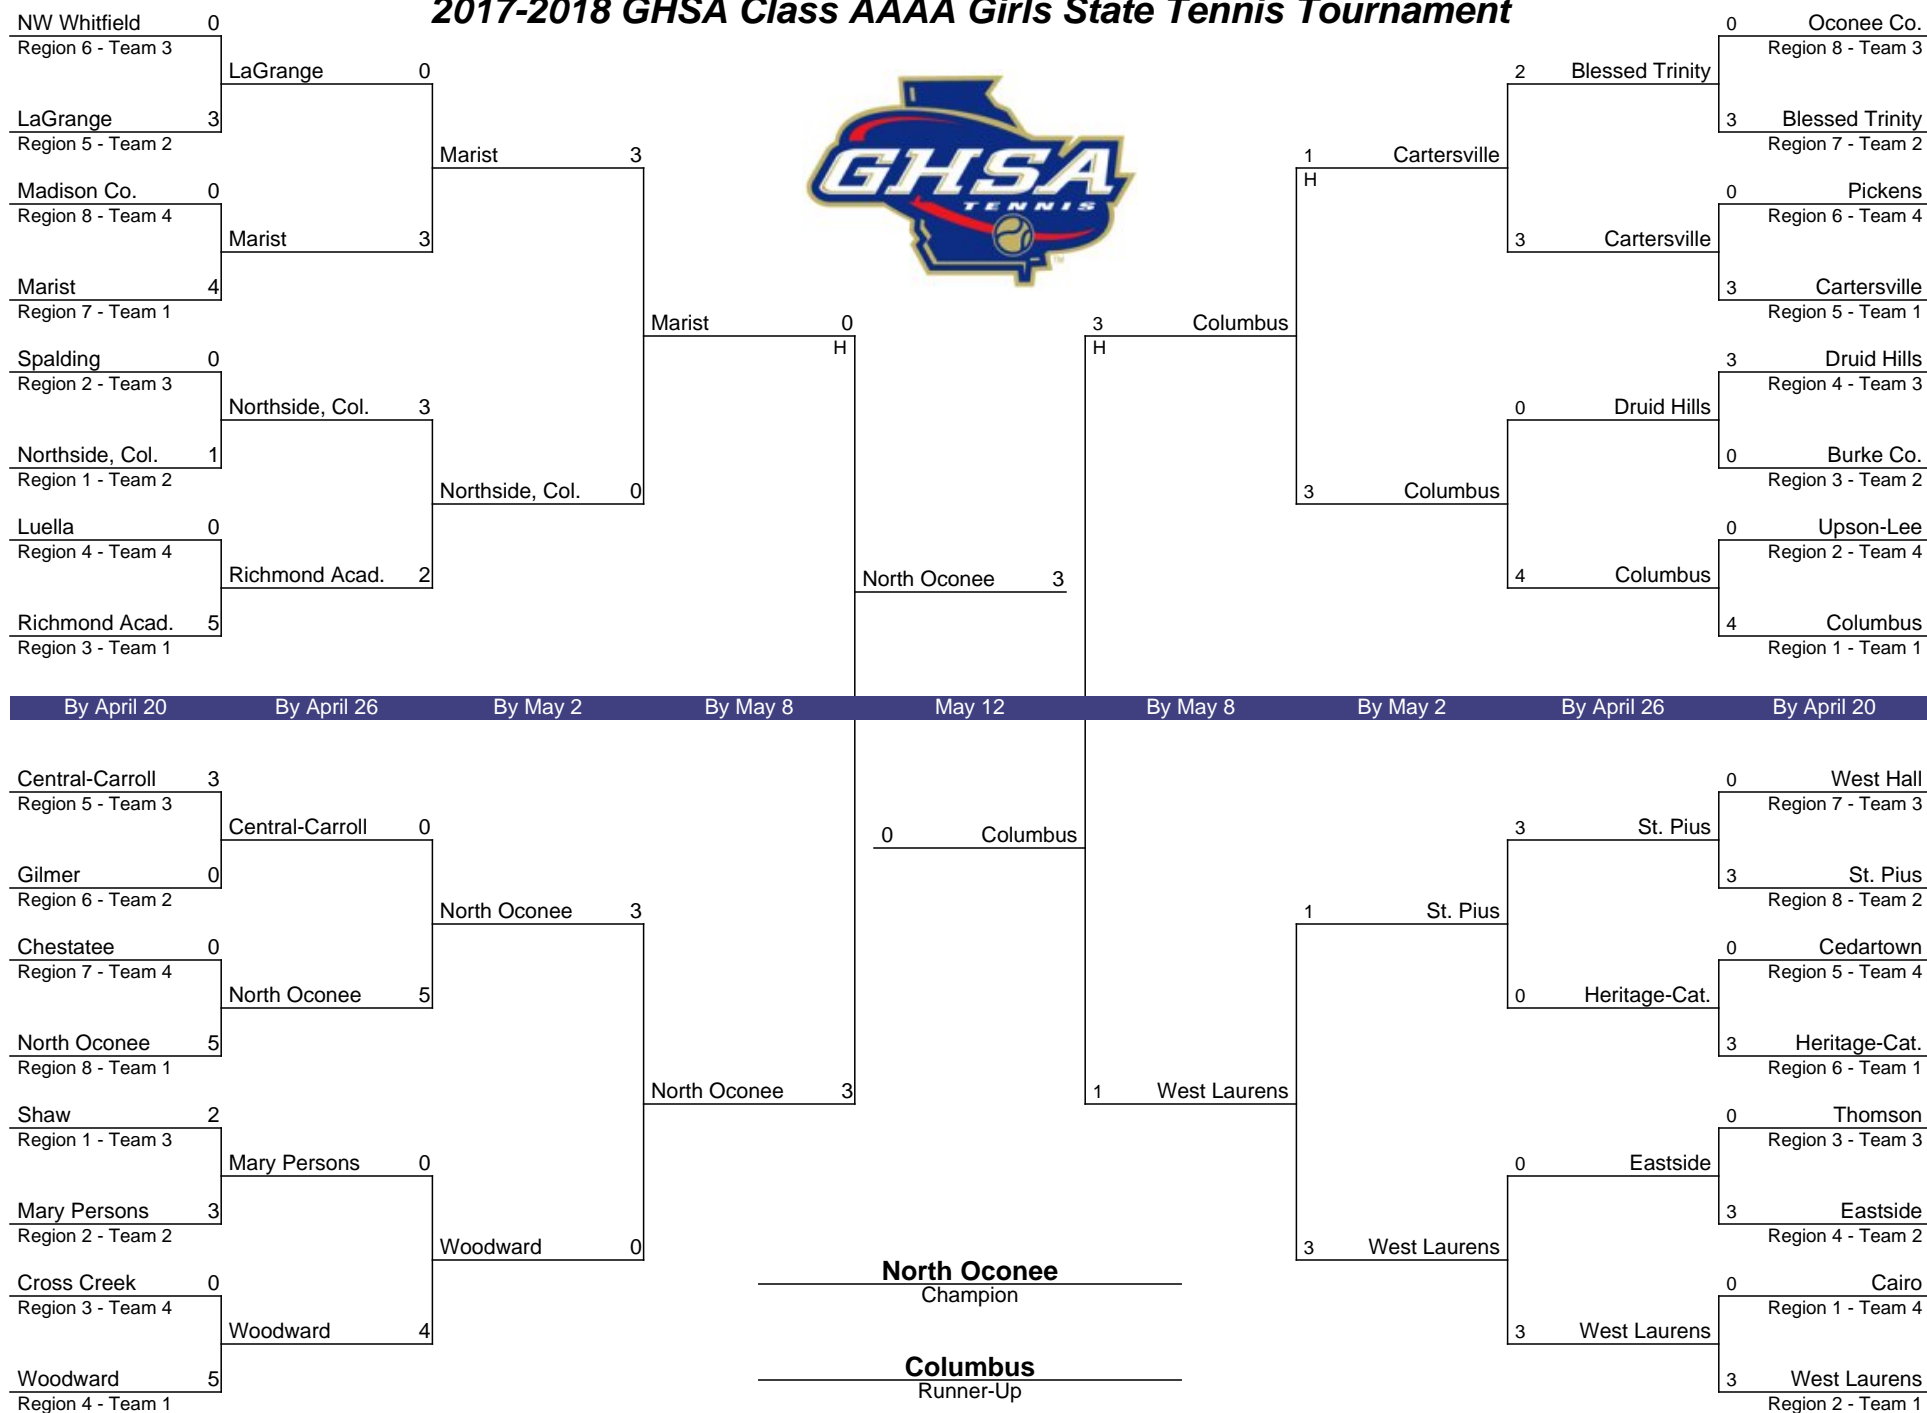 2017-2018 GHSA Class AAAA Girls State Tennis Tournament
NW Whitfield 0
Region 6 - Team 3
LaGrange 3
Region 5 - Team 2
Madison Co. 0
Region 8 - Team 4
Marist 4
Region 7 - Team 1
Spalding 0
Region 2 - Team 3
Northside, Col. 1
Region 1 - Team 2
Luella 0
Region 4 - Team 4
Richmond Acad. 5
Region 3 - Team 1
LaGrange 0
Marist 3
Northside, Col. 3
Richmond Acad. 2
Marist 3
Northside, Col. 0
Marist 0
H
North Oconee 3
GHSA
TENNIS
TM
3 Columbus
H
1 Cartersville
H
3 Columbus
2 Blessed Trinity
3 Cartersville
0 Druid Hills
4 Columbus
0 Oconee Co.
Region 8 - Team 3
3 Blessed Trinity
Region 7 - Team 2
0 Pickens
Region 6 - Team 4
3 Cartersville
Region 5 - Team 1
3 Druid Hills
Region 4 - Team 3
0 Burke Co.
Region 3 - Team 2
0 Upson-Lee
Region 2 - Team 4
4 Columbus
Region 1 - Team 1
By April 20 By April 26 By May 2 By May 8 May 12 By May 8 By May 2 By April 26 By April 20
Central-Carroll 3
Region 5 - Team 3
Gilmer 0
Region 6 - Team 2
Chestatee 0
Region 7 - Team 4
North Oconee 5
Region 8 - Team 1
Shaw 2
Region 1 - Team 3
Mary Persons 3
Region 2 - Team 2
Cross Creek 0
Region 3 - Team 4
Woodward 5
Region 4 - Team 1
Central-Carroll 0
North Oconee 5
Mary Persons 0
Woodward 4
North Oconee 3
Woodward 0
North Oconee 3
0 Columbus
1 West Laurens
1 St. Pius
3 West Laurens
3 St. Pius
0 Heritage-Cat.
0 Eastside
3 West Laurens
0 West Hall
Region 7 - Team 3
3 St. Pius
Region 8 - Team 2
0 Cedartown
Region 5 - Team 4
3 Heritage-Cat.
Region 6 - Team 1
0 Thomson
Region 3 - Team 3
3 Eastside
Region 4 - Team 2
0 Cairo
Region 1 - Team 4
3 West Laurens
Region 2 - Team 1
North Oconee
Champion
Columbus
Runner-Up